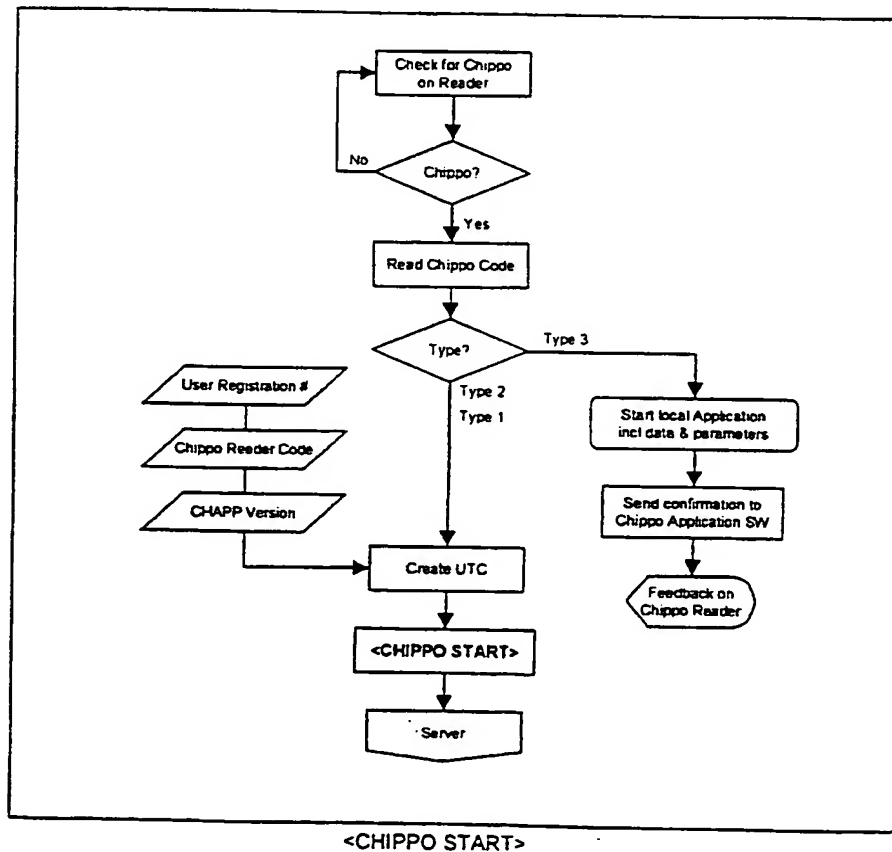 Check for Chippo
on Reader
No
Chippo?
Yes
Read Chippo Code
Type?
Type 3
User Registration #
Type 2
Type 1
Start local Application
incl data & parameters
Chippo Reader Code
CHAPP Version
Send confirmation to
Chippo Application SW
Create UTC
Feedback on
Chippo Reader
<CHIPPO START>
Server
<CHIPPO START>